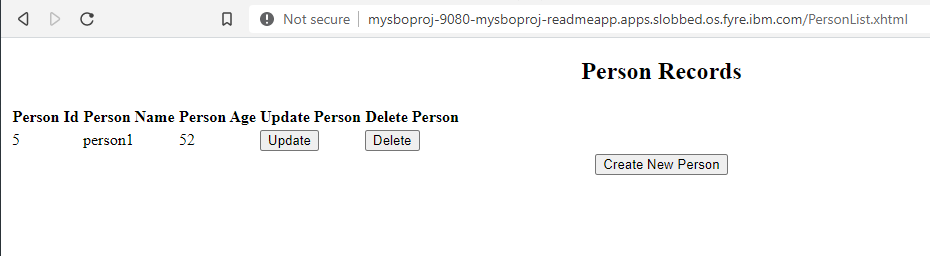 Not secure mysboproj-9080-mysboproj-readmeapp.apps.slobbed.os.fyre.ibm.com/PersonList.xhtml
Person Records
Person Id Person Name Person Age Update Person Delete Person
5 person1 52 Update Delete
Create New Person